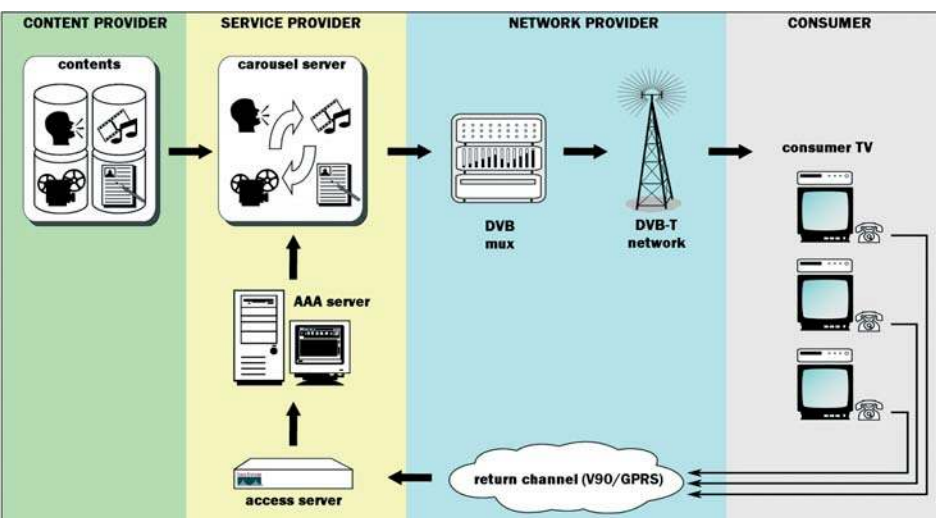 CONTENT PROVIDER
SERVICE PROVIDER
NETWORK PROVIDER
CONSUMER
contents
carousel server
consumer TV
DVB
mux
DVB-T
network
AAA server
return channel (V90/GPRS)
access server